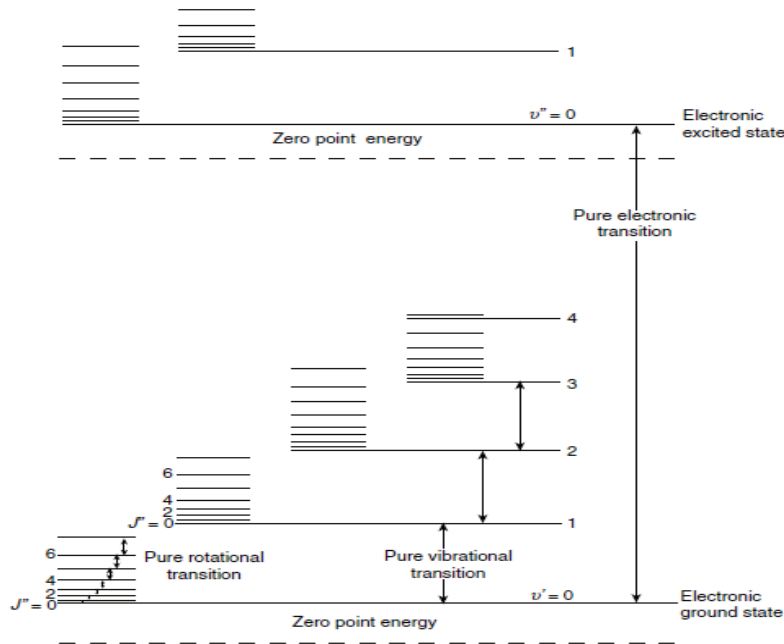 1
υ″ = 0
Electronic
excited state
Zero point energy
Pure electronic
transition
4
3
2
6
4
2
J″ = 0
1
6
4
2
J″ = 0
Pure rotational
transition
Pure vibrational
transition
υ′ = 0
Electronic
ground state
Zero point energy